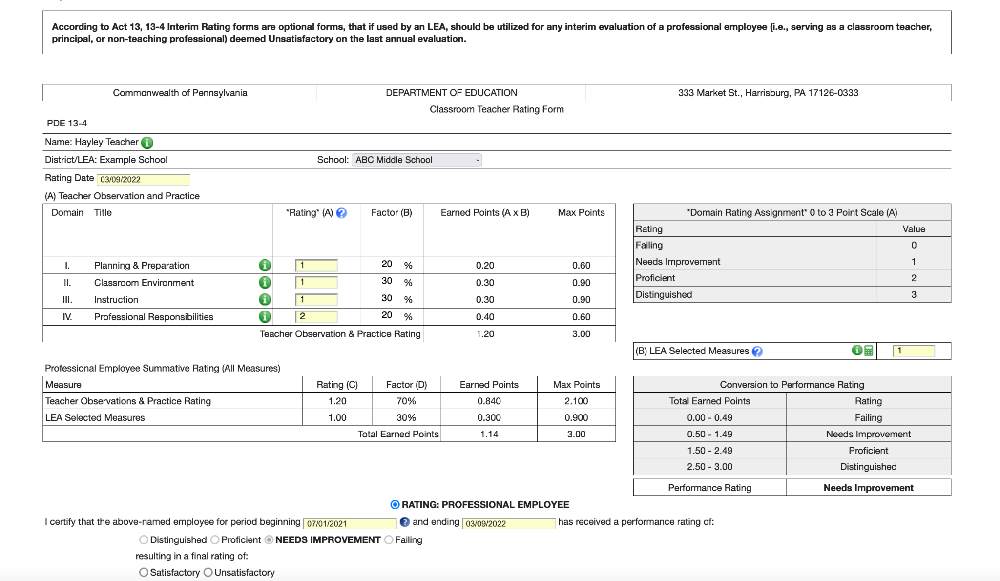 According to Act 13, 13-4 Interim Rating forms are optional forms, that if used by an LEA, should be utilized for any interim evaluation of a professional employee (i.e., serving as a classroom teacher,
principal, or non-teaching professional) deemed Unsatisfactory on the last annual evaluation.
Commonwealth of Pennsylvania DEPARTMENT OF EDUCATION 333 Market St., Harrisburg, PA 17126-0333
Classroom Teacher Rating Form
PDE 13-4
Name: Hayley Teacher
District/LEA: Example School School: ABC Middle School
Rating Date 03/09/2022
(A) Teacher Observation and Practice
Domain Title *Rating* (A) Factor (B) Earned Points (A x B) Max Points
I. Planning & Preparation 1 20 % 0.20 0.60
II. Classroom Environment 1 30 % 0.30 0.90
III. Instruction 1 30 % 0.30 0.90
IV. Professional Responsibilities 2 20 % 0.40 0.60
Teacher Observation & Practice Rating 1.20 3.00
*Domain Rating Assignment* 0 to 3 Point Scale (A)
Rating Value
Failing 0
Needs Improvement 1
Proficient 2
Distinguished 3
(B) LEA Selected Measures 1
Professional Employee Summative Rating (All Measures)
Measure Rating (C) Factor (D) Earned Points Max Points
Teacher Observations & Practice Rating 1.20 70% 0.840 2.100
LEA Selected Measures 1.00 30% 0.300 0.900
Total Earned Points 1.14 3.00
Conversion to Performance Rating
Total Earned Points Rating
0.00 - 0.49 Failing
0.50 - 1.49 Needs Improvement
1.50 - 2.49 Proficient
2.50 - 3.00 Distinguished
Performance Rating Needs Improvement
RATING: PROFESSIONAL EMPLOYEE
I certify that the above-named employee for period beginning 07/01/2021 and ending 03/09/2022 has received a performance rating of:
Distinguished Proficient NEEDS IMPROVEMENT Failing
resulting in a final rating of:
Satisfactory Unsatisfactory